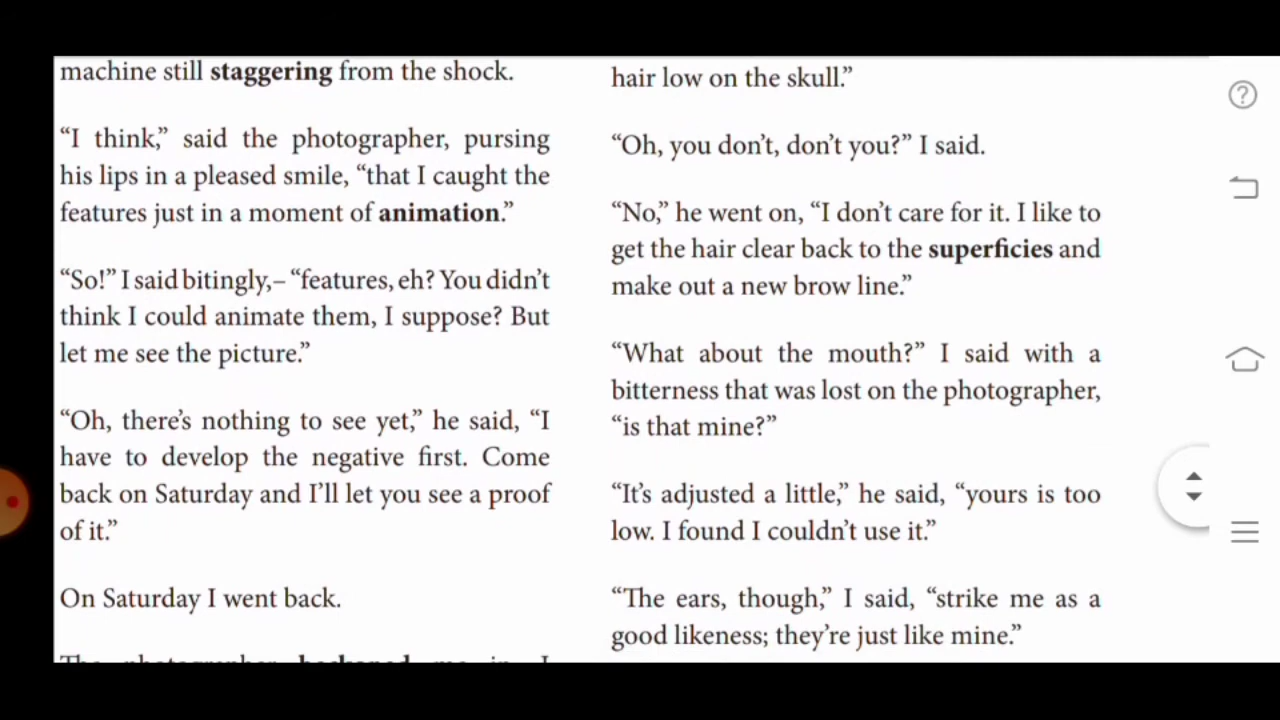 machine still staggering from the shock.
“I think,” said the photographer, pursing
his lips in a pleased smile, “that I caught the
features just in a moment of animation.”
“So!” I said bitingly,– “features, eh? You didn’t
think I could animate them, I suppose? But
let me see the picture.”
“Oh, there’s nothing to see yet,” he said, “I
have to develop the negative first. Come
back on Saturday and I’ll let you see a proof
of it.”
On Saturday I went back.
The photographer beckoned me in. I
hair low on the skull.”
“Oh, you don’t, don’t you?” I said.
“No,” he went on, “I don’t care for it. I like to
get the hair clear back to the superficies and
make out a new brow line.”
“What about the mouth?” I said with a
bitterness that was lost on the photographer,
“is that mine?”
“It’s adjusted a little,” he said, “yours is too
low. I found I couldn’t use it.”
“The ears, though,” I said, “strike me as a
good likeness; they’re just like mine.”